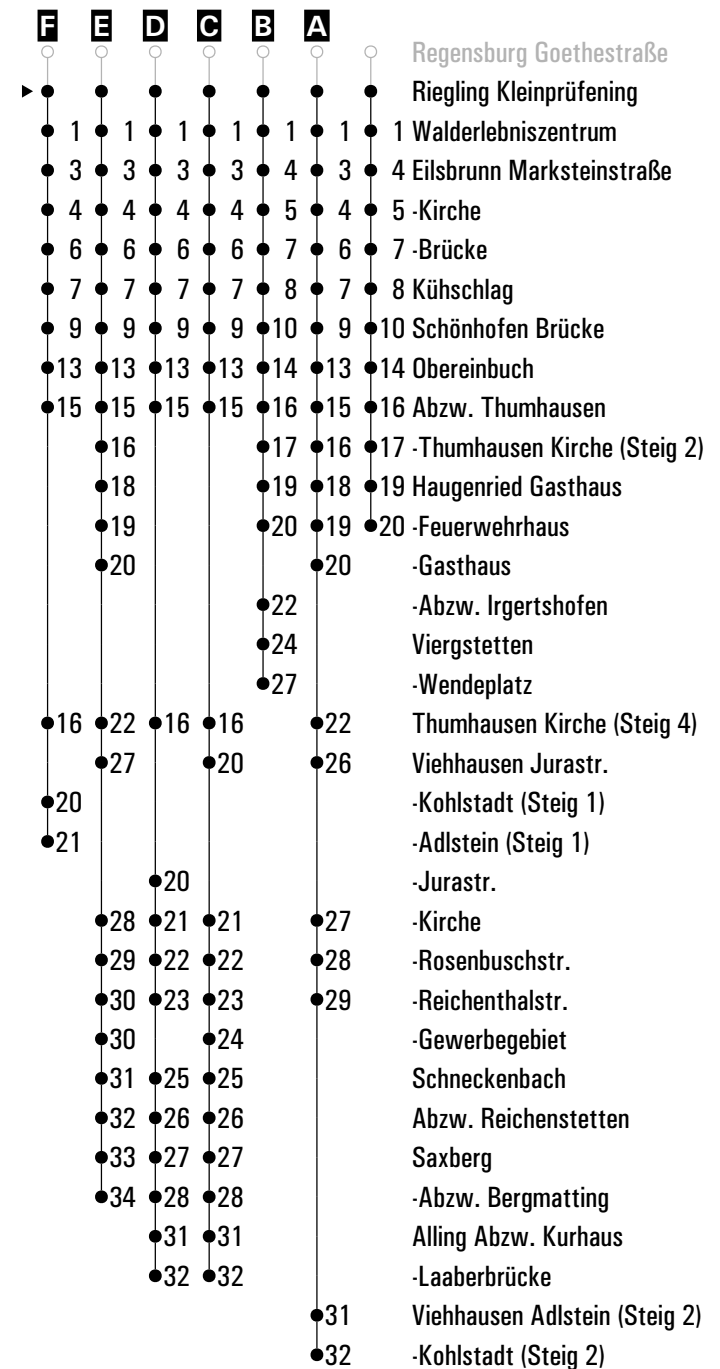 F E D C B A
Regensburg Goethestraße
Riegling Kleinprüfening
1 1 1 1 1 1 1 Walderlebniszentrum
3 3 3 3 4 3 4 Eilsbrunn Marksteinstraße
4 4 4 4 5 4 5 -Kirche
6 6 6 6 7 6 7 -Brücke
7 7 7 7 8 7 8 Kühschlag
9 9 9 9 10 9 10 Schönhofen Brücke
13 13 13 13 14 13 14 Obereinbuch
15 15 15 15 16 15 16 Abzw. Thumhausen
16 17 16 17 -Thumhausen Kirche (Steig 2)
18 19 18 19 Haugenried Gasthaus
19 20 19 20 -Feuerwehrhaus
20 20 -Gasthaus
22 -Abzw. Irgertshofen
24 Viergstetten
27 -Wendeplatz
16 22 16 16 22 Thumhausen Kirche (Steig 4)
27 20 26 Viehhausen Jurastr.
20 -Kohlstadt (Steig 1)
21 -Adlstein (Steig 1)
20 -Jurastr.
28 21 21 27 -Kirche
29 22 22 28 -Rosenbuschstr.
30 23 23 29 -Reichenthalstr.
30 24 -Gewerbegebiet
31 25 25 Schneckenbach
32 26 26 Abzw. Reichenstetten
33 27 27 Saxberg
34 28 28 -Abzw. Bergmatting
31 31 Alling Abzw. Kurhaus
32 32 -Laaberbrücke
31 Viehhausen Adlstein (Steig 2)
32 -Kohlstadt (Steig 2)